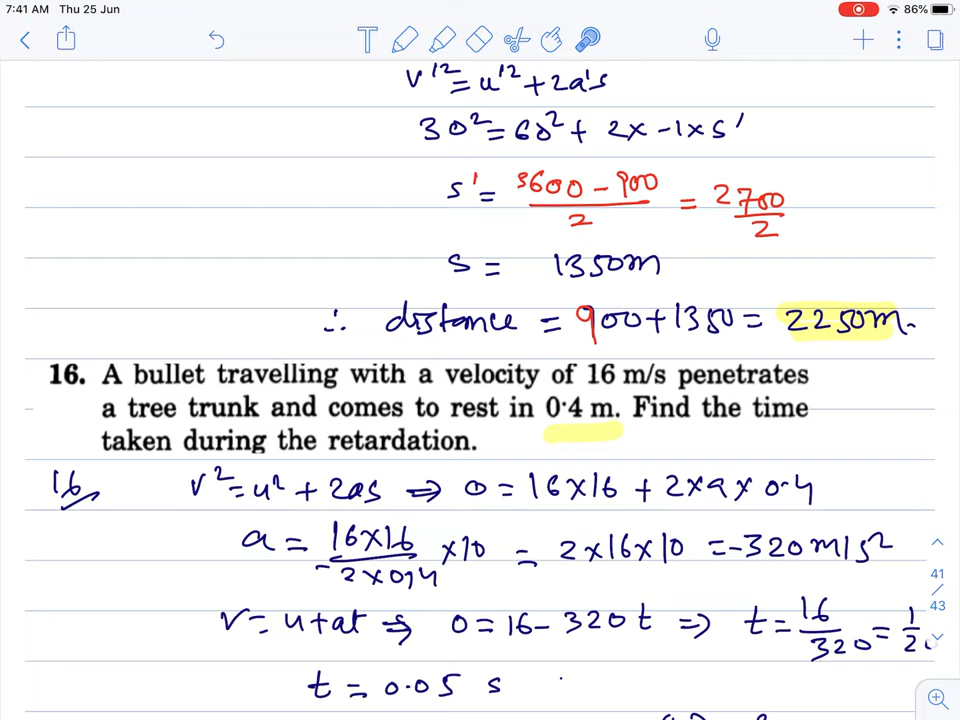 7:41 AM Thu 25 Jun 86%
v'² = u'² + 2a's
30² = 60² + 2x -1 x s'
s' = 3600 - 900 / 2 = 2700 / 2
s = 1350m
∴ distance = 900 + 1350 = 2250m.
16. A bullet travelling with a velocity of 16 m/s penetrates
a tree trunk and comes to rest in 0·4 m. Find the time
taken during the retardation.
16 v² = u² + 2as ⇒ 0 = 16 x 16 + 2 x a x 0.4
a = 16 x 16 / -2 x 0.4 x 10 = 2 x 16 x 10 = -320 m/s²
v = u + at ⇒ 0 = 16 - 320 t ⇒ t = 16 / 320 = 1 / 20
t = 0.05 s
41
/
43